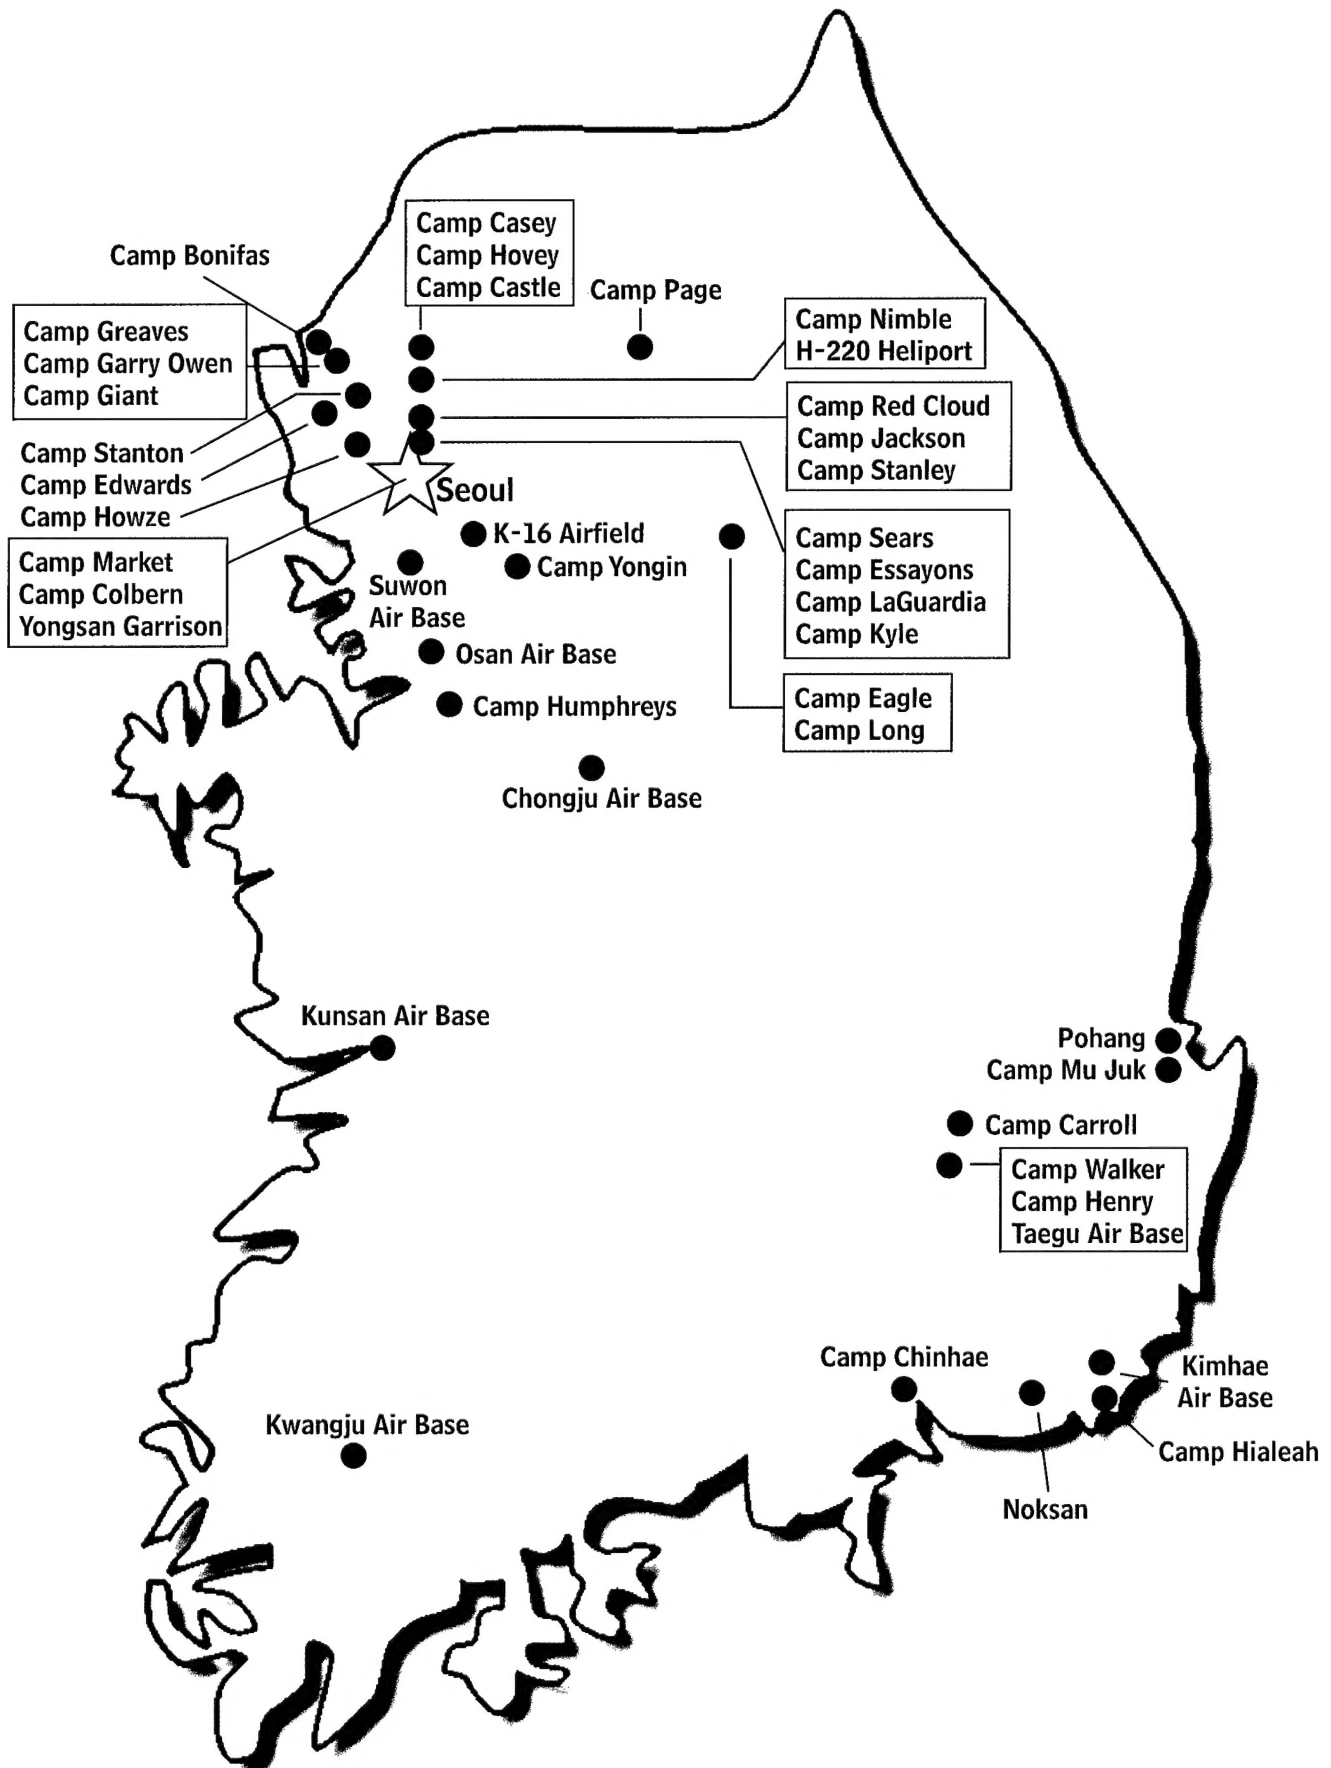 Camp Casey
Camp Hovey
Camp Castle
Camp Bonifas
Camp Page
Camp Greaves
Camp Garry Owen
Camp Giant
Camp Nimble
H-220 Heliport
Camp Red Cloud
Camp Jackson
Camp Stanley
Camp Stanton
Camp Edwards
Camp Howze
Seoul
Camp Market
Camp Colbern
Yongsan Garrison
K-16 Airfield
Camp Yongin
Suwon
Air Base
Camp Sears
Camp Essayons
Camp LaGuardia
Camp Kyle
Osan Air Base
Camp Humphreys
Camp Eagle
Camp Long
Chongju Air Base
Kunsan Air Base
Pohang
Camp Mu Juk
Camp Carroll
Camp Walker
Camp Henry
Taegu Air Base
Camp Chinhae
Kimhae
Air Base
Kwangju Air Base
Camp Hialeah
Noksan